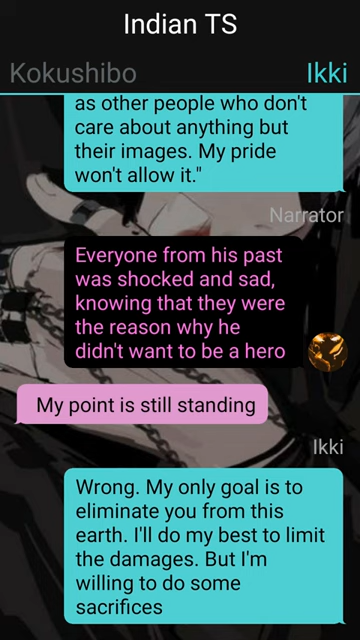 Indian TS
Kokushibo
Ikki
as other people who don't
care about anything but
their images. My pride
won't allow it."
Narrator
Everyone from his past
was shocked and sad,
knowing that they were
the reason why he
didn't want to be a hero
My point is still standing
Ikki
Wrong. My only goal is to
eliminate you from this
earth. I'll do my best to limit
the damages. But I'm
willing to do some
sacrifices